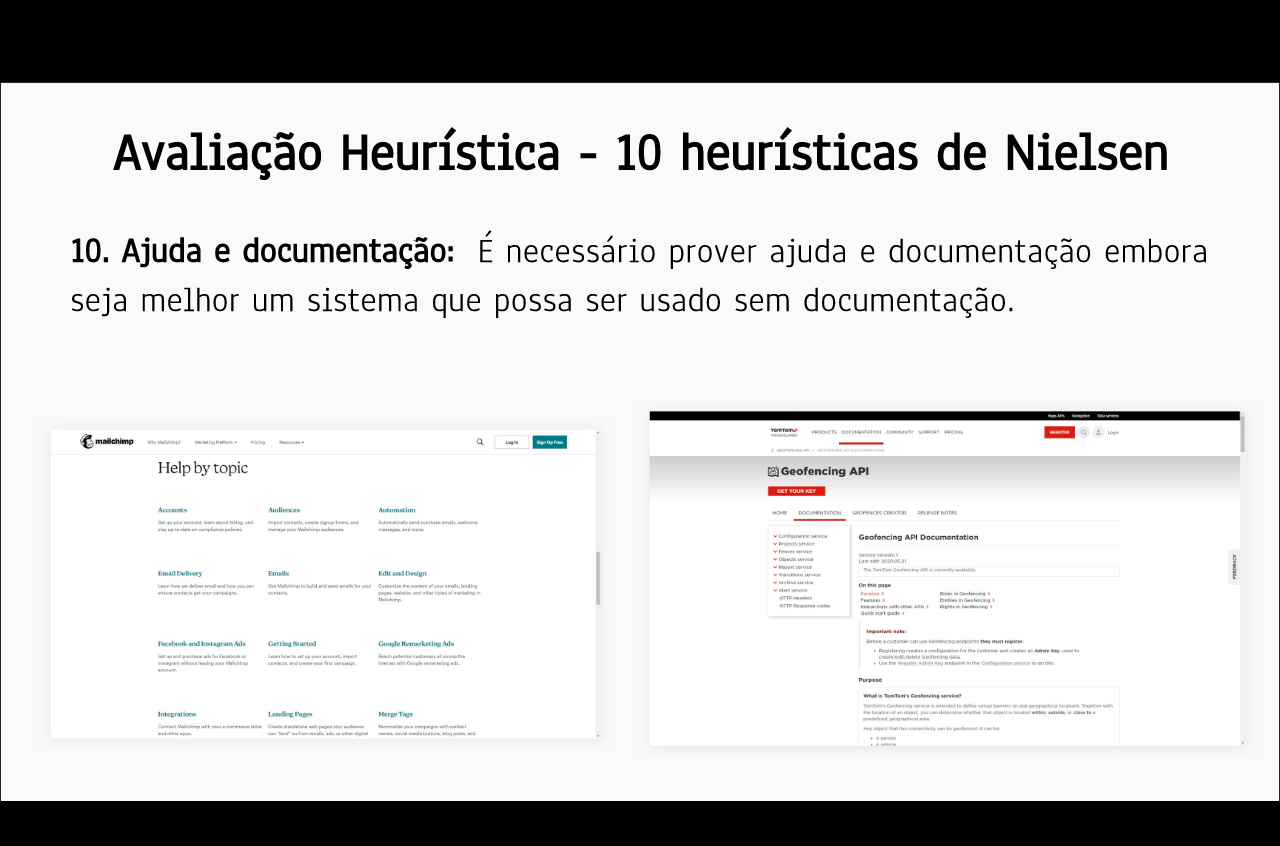 Avaliação Heurística - 10 heurísticas de Nielsen
10. Ajuda e documentação: É necessário prover ajuda e documentação embora
seja melhor um sistema que possa ser usado sem documentação.
mailchimp Why Mailchimp? Marketing Platform Pricing Resources Log In Sign Up Free
Help by topic
Accounts Audiences Automation
Set up your account, learn about billing, and Import contacts, create signup forms, and Automatically send purchase emails, welcome
stay up to date on compliance policies. manage your Mailchimp audiences. messages, and more.
Email Delivery Emails Edit and Design
Learn how we deliver email and how you can Use Mailchimp to build and send emails for your Customize the content of your emails, landing
ensure contacts get your campaigns. contacts. pages, website, and other types of marketing in
Mailchimp.
Facebook and Instagram Ads Getting Started Google Remarketing Ads
Set up and purchase ads for Facebook or Learn how to set up your account, import Reach potential customers all across the
Instagram without leaving your Mailchimp contacts, and create your first campaign. internet with Google remarketing ads.
account.
Integrations Landing Pages Merge Tags
Connect Mailchimp with your e-commerce store Create standalone web pages your audience Personalize your campaigns with contact
and other apps. can "land" on from emails, ads, or other digital names, social media buttons, blog posts, and
Maps APIs Navigation Data services
TOMTOM PRODUCTS DOCUMENTATION COMMUNITY SUPPORT PRICING REGISTER Login
FOR DEVELOPERS
// GEOFENCING API // GEOFENCING API DOCUMENTATION
Geofencing API
GET YOUR KEY
HOME DOCUMENTATION GEOFENCES CREATOR RELEASE NOTES
Configuration service
Projects service
Fences service
Objects service
Report service
Transitions service
Archive service
Alert service
HTTP Headers
HTTP Response codes
Geofencing API Documentation
Service version: 1
Last edit: 2020.05.21
The TomTom Geofencing API is currently available.
On this page
Purpose Roles in Geofencing
Features Entities in Geofencing
Interactions with other APIs Rights in Geofencing
Quick start guide
Important note:
Before a customer can use Geofencing endpoints they must register.
Registering creates a configuration for the customer and creates an Admin Key, used to
create/edit/delete Geofencing data.
Use the Register Admin Key endpoint in the Configuration service to do this.
Purpose
What is TomTom's Geofencing service?
TomTom's Geofencing service is intended to define virtual barriers on real geographical locations. Together with
the location of an object, you can determine whether that object is located within, outside, or close to a
predefined geographical area.
Any object that has connectivity can be geofenced. It can be:
A person
A vehicle
FEEDBACK